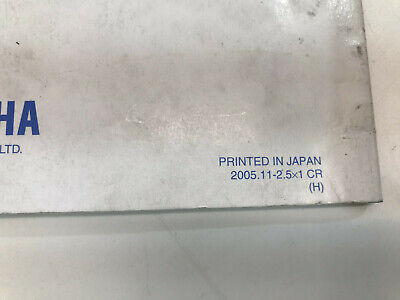 HA
LTD.
PRINTED IN JAPAN
2005.11-2.5×1 CR
(H)